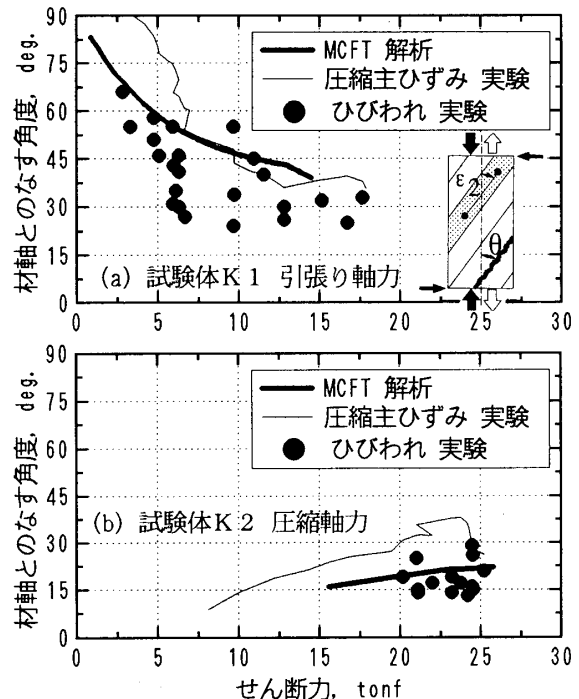 90
75
60
45
30
15
0
材軸とのなす角度, deg.
MCFT 解析
圧縮主ひずみ 実験
ひびわれ 実験
ε2
θ
(a) 試験体K1 引張り軸力
0 5 10 15 20 25 30
90
75
60
45
30
15
0
材軸とのなす角度, deg.
MCFT 解析
圧縮主ひずみ 実験
ひびわれ 実験
(b) 試験体K2 圧縮軸力
0 5 10 15 20 25 30
せん断力, tonf